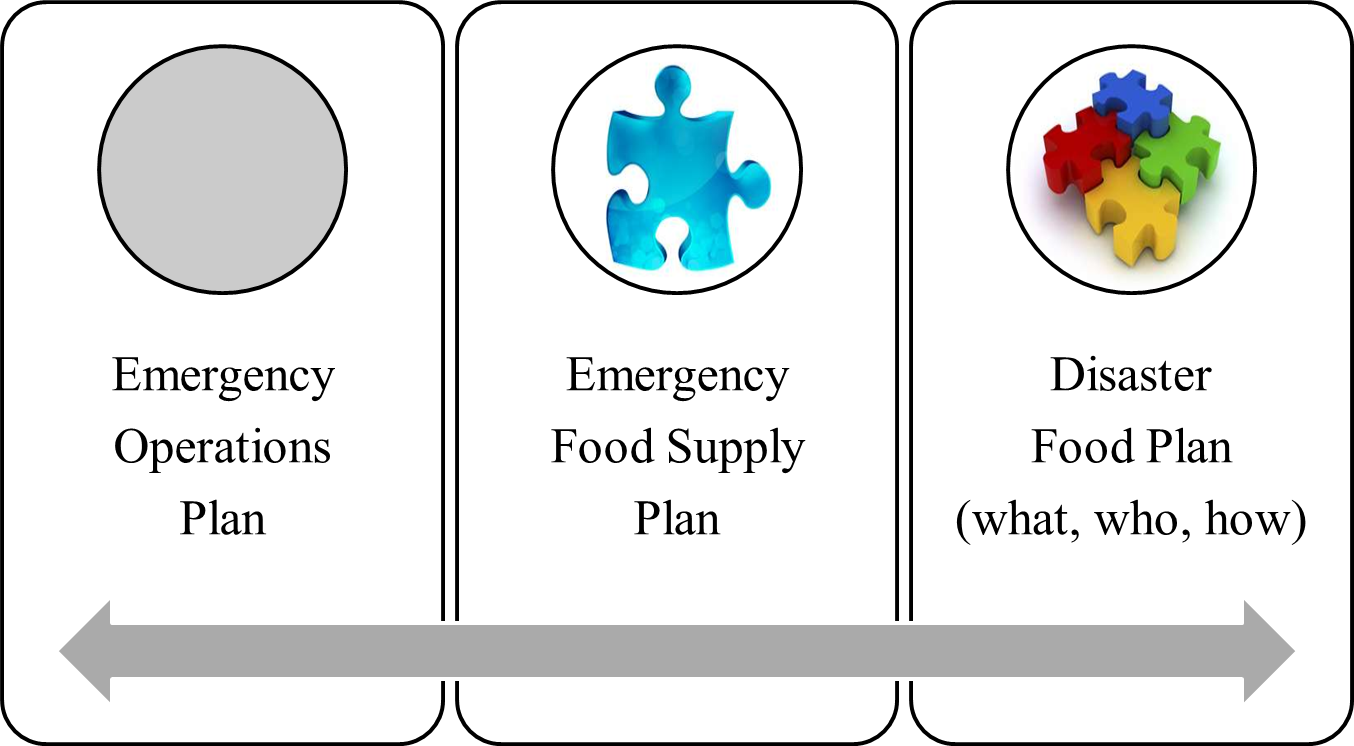 Emergency
Operations
Plan
Emergency
Food Supply
Plan
Disaster
Food Plan
(what, who, how)